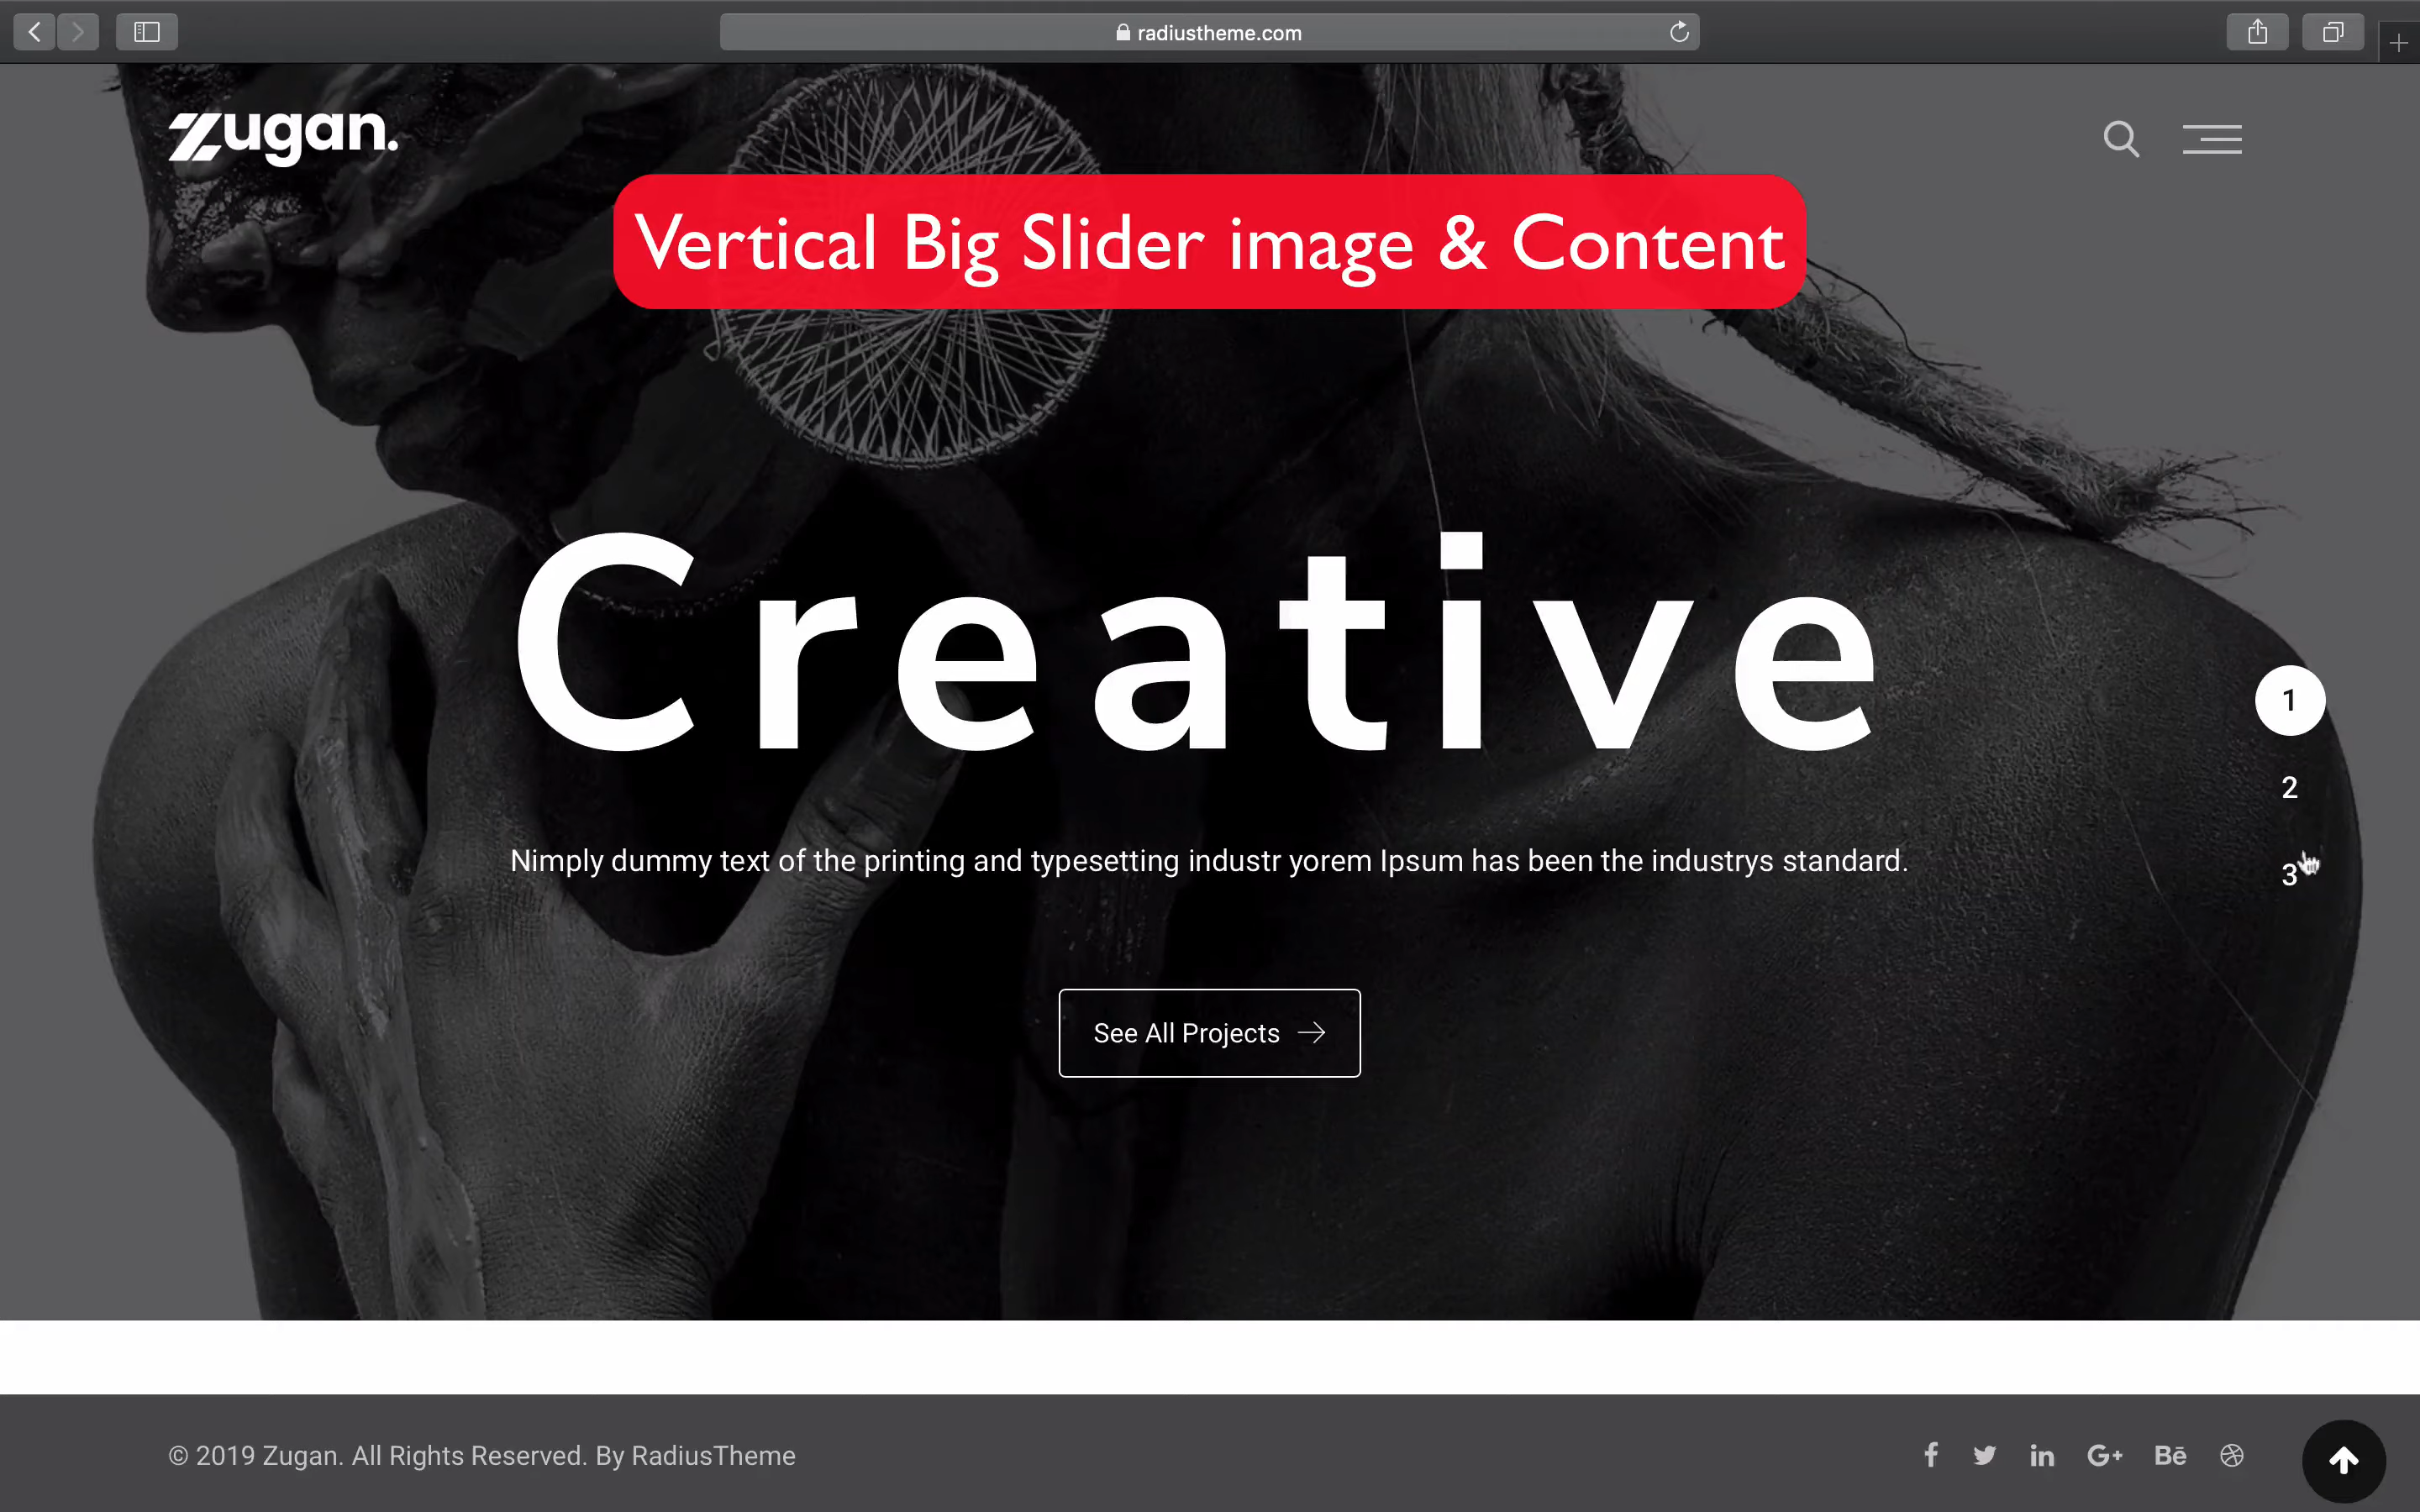 radiustheme.com
Zugan.
Vertical Big Slider image & Content
Creative
1
2
3
Nimply dummy text of the printing and typesetting industr yorem Ipsum has been the industrys standard.
See All Projects
© 2019 Zugan. All Rights Reserved. By RadiusTheme
f in G+ Bē